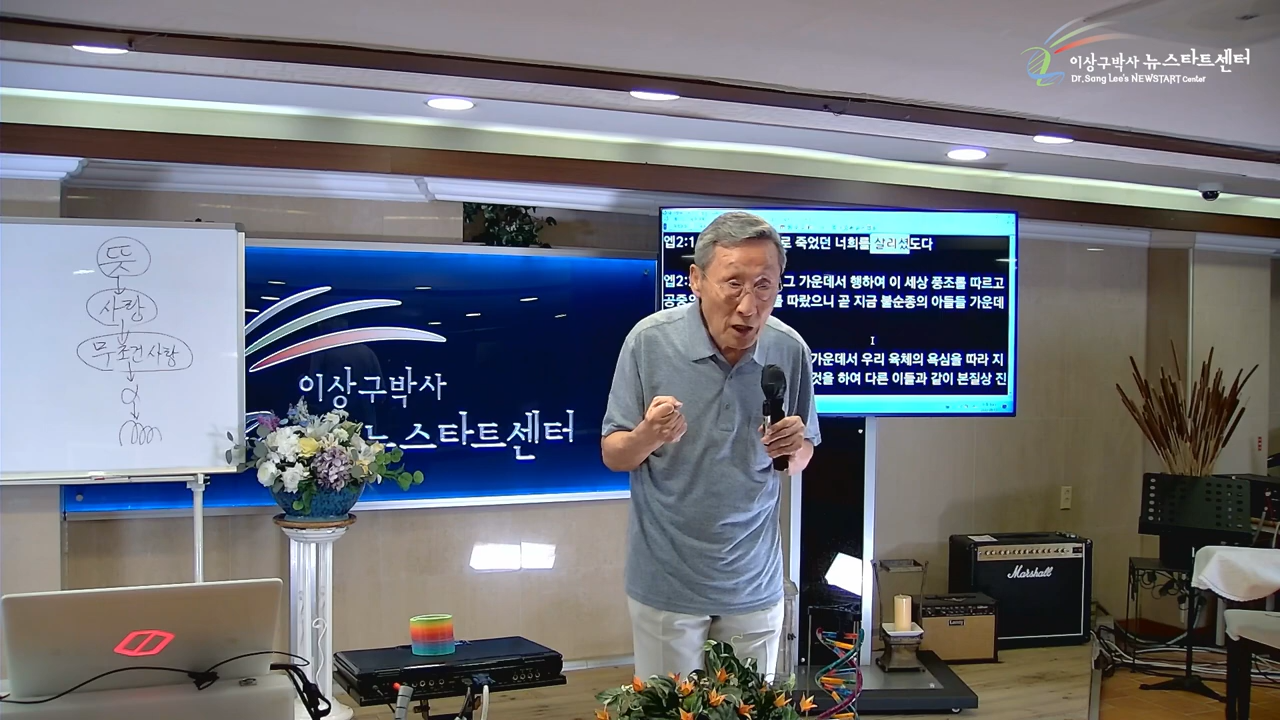 이상구박사 뉴스타트센터
Dr. Sang Lee's NEWSTART Center
뜻
사랑
무조건 사랑
이상구박사
뉴스타트센터
엡2:1 로 죽었던 너희를 살리셨도다
엡2: 그 가운데서 행하여 이 세상 풍조를 따르고
공중의 를 따랐으니 곧 지금 불순종의 아들들 가운데
가운데서 우리 육체의 욕심을 따라 지
것을 하여 다른 이들과 같이 본질상 진
Marshall
Laney